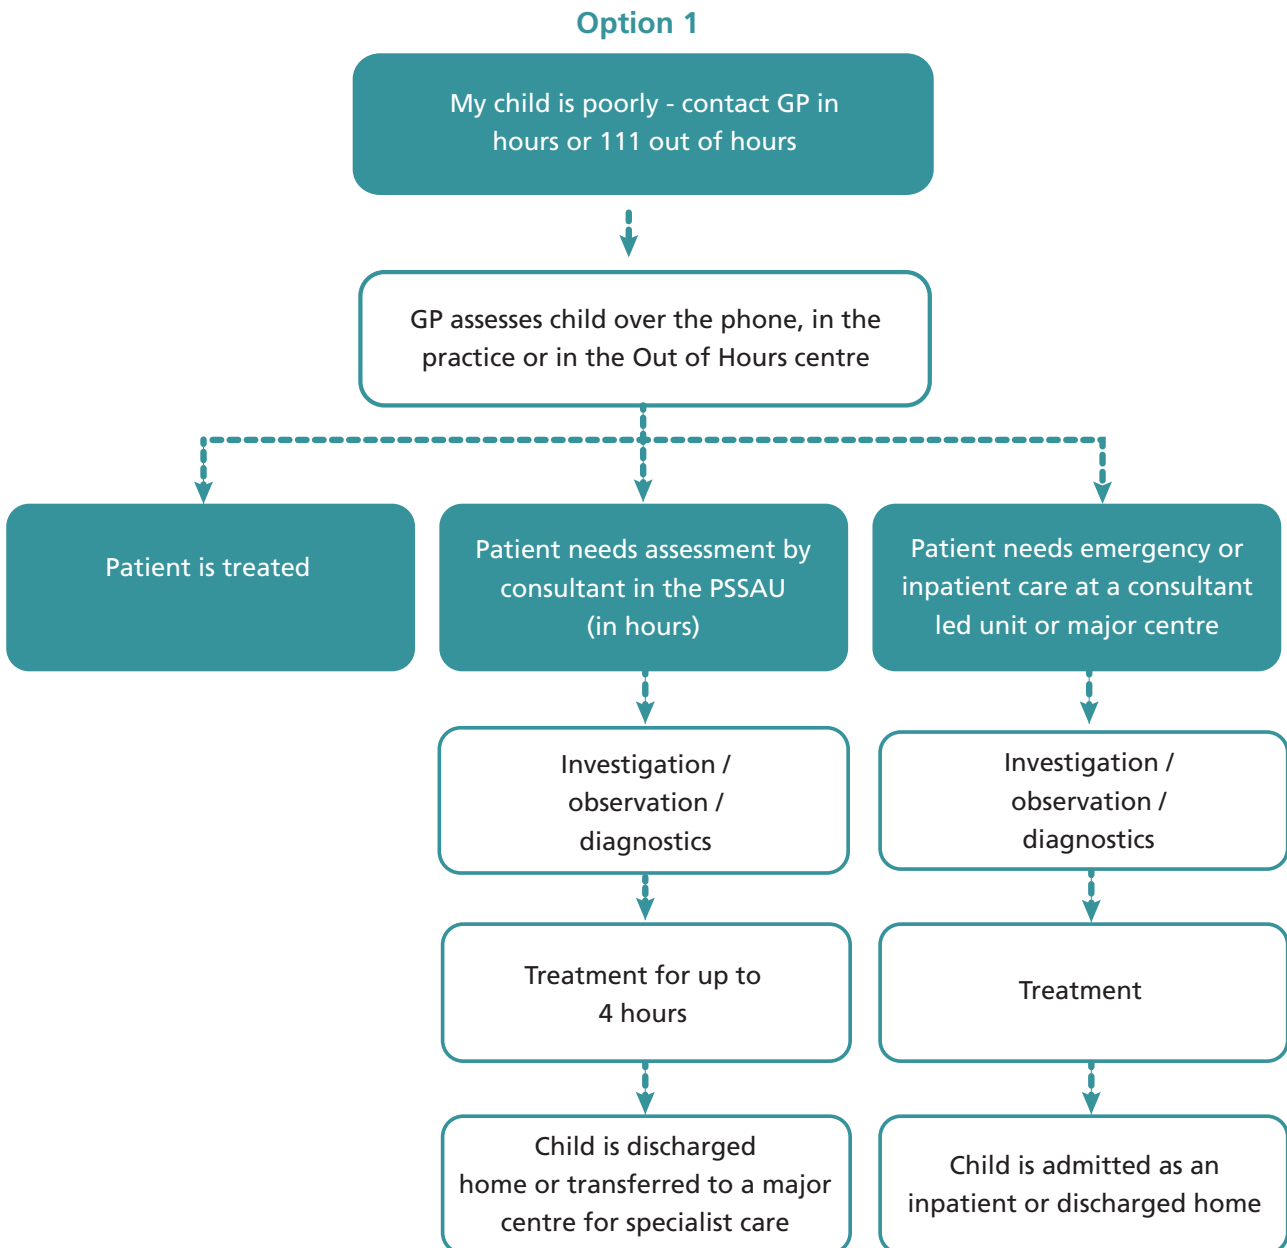 Option 1
My child is poorly - contact GP in
hours or 111 out of hours
GP assesses child over the phone, in the
practice or in the Out of Hours centre
Patient is treated
Patient needs assessment by
consultant in the PSSAU
(in hours)
Patient needs emergency or
inpatient care at a consultant
led unit or major centre
Investigation /
observation /
diagnostics
Investigation /
observation /
diagnostics
Treatment for up to
4 hours
Treatment
Child is discharged
home or transferred to a major
centre for specialist care
Child is admitted as an
inpatient or discharged home